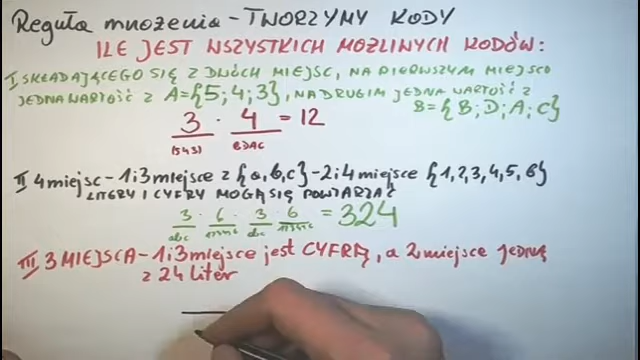 Reguła mnożenia - TWORZYMY KODY
ILE JEST WSZYSTKICH MOŻLIWYCH KODÓW:
I SKŁADAJĄCEGO SIĘ Z DWÓCH MIEJSC, NA PIERWSZYM MIEJSCU
JEDNA WARTOŚĆ Z A={5;4;3}, NA DRUGIM JEDNA WARTOŚĆ Z
B={B;D;A;C}
3 · 4 = 12
(543) BDAC
II 4 miejsc - 1 i 3 miejsce z {a,b,c} - 2 i 4 miejsce {1,2,3,4,5,6}
LITERY I CYFRY MOGĄ SIĘ POWTARZAĆ
3 · 6 · 3 · 6 = 324
abc abc
III 3 MIEJSCA - 1 i 3 miejsce jest CYFRĄ, a 2 miejsce jedną
z 24 liter